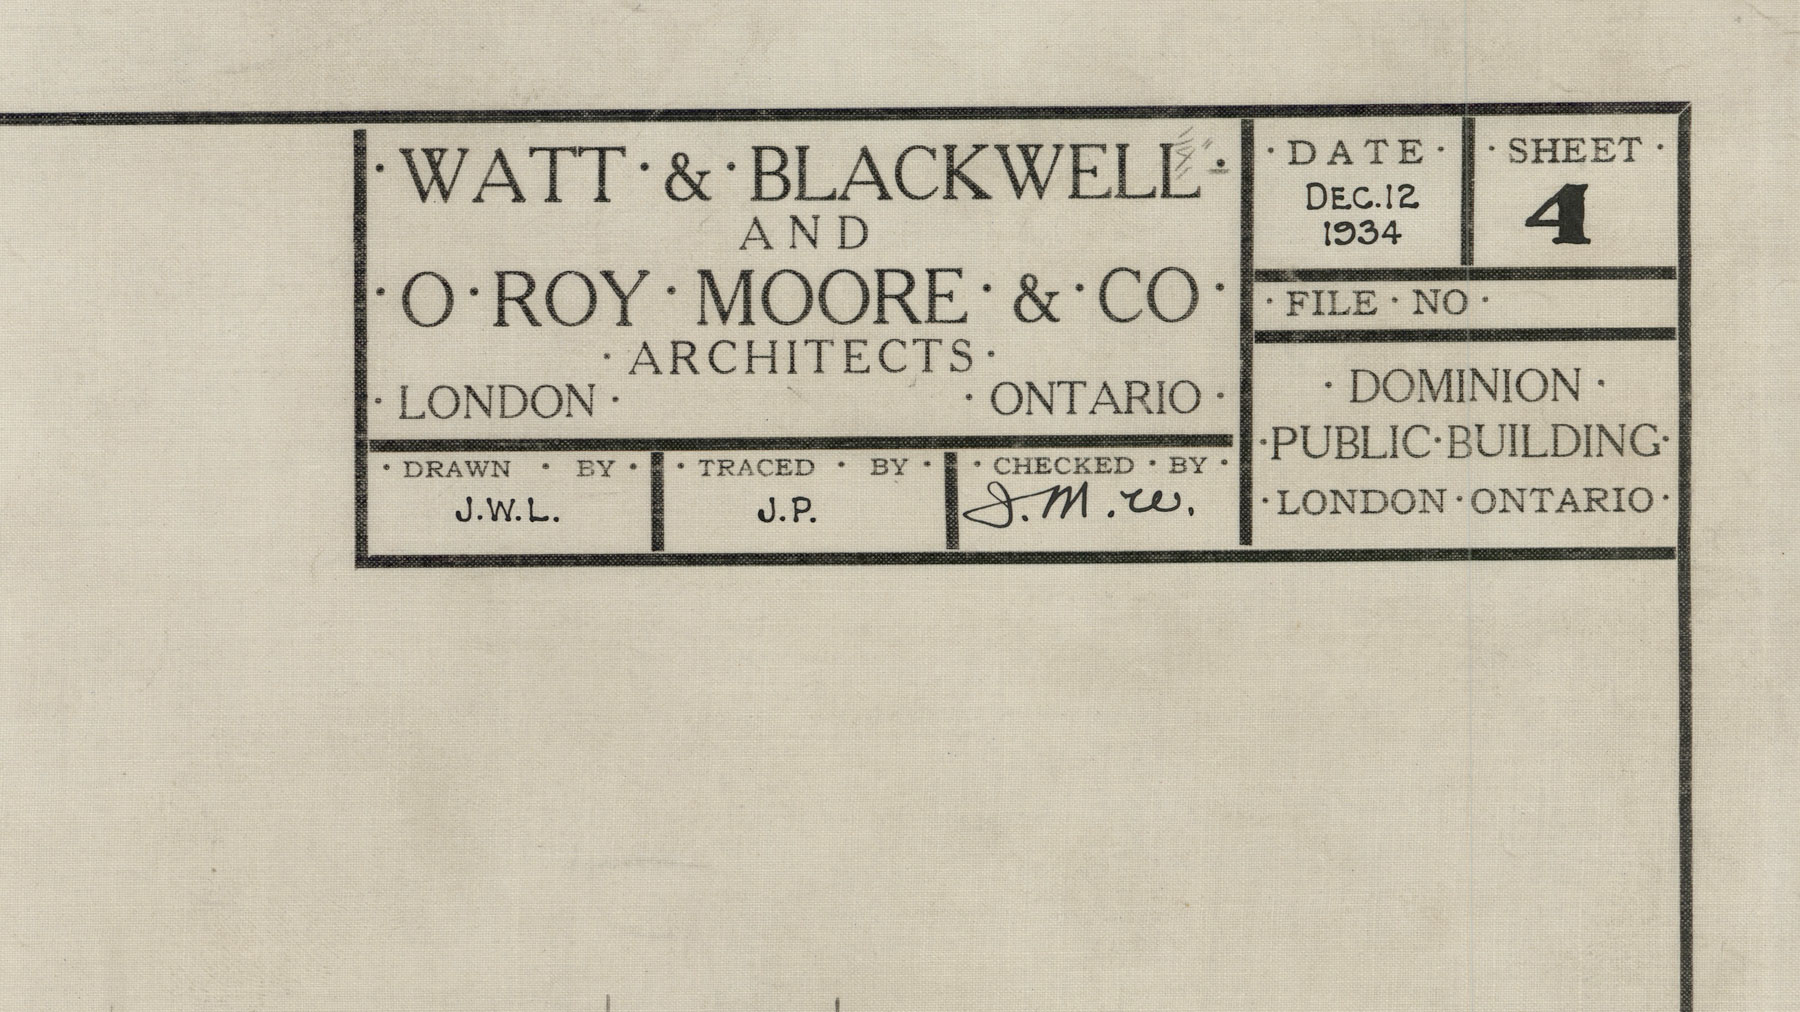 ·WATT·&·BLACKWELL·
AND
·O·ROY·MOORE·&·CO·
·ARCHITECTS·
·LONDON· ·ONTARIO·
·DRAWN·BY·
J.W.L.
·TRACED·BY·
J.P.
·CHECKED·BY·
J.M.W.
·DATE·
DEC.12
1934
·SHEET·
4
·FILE·NO·
·DOMINION·
·PUBLIC·BUILDING·
·LONDON·ONTARIO·